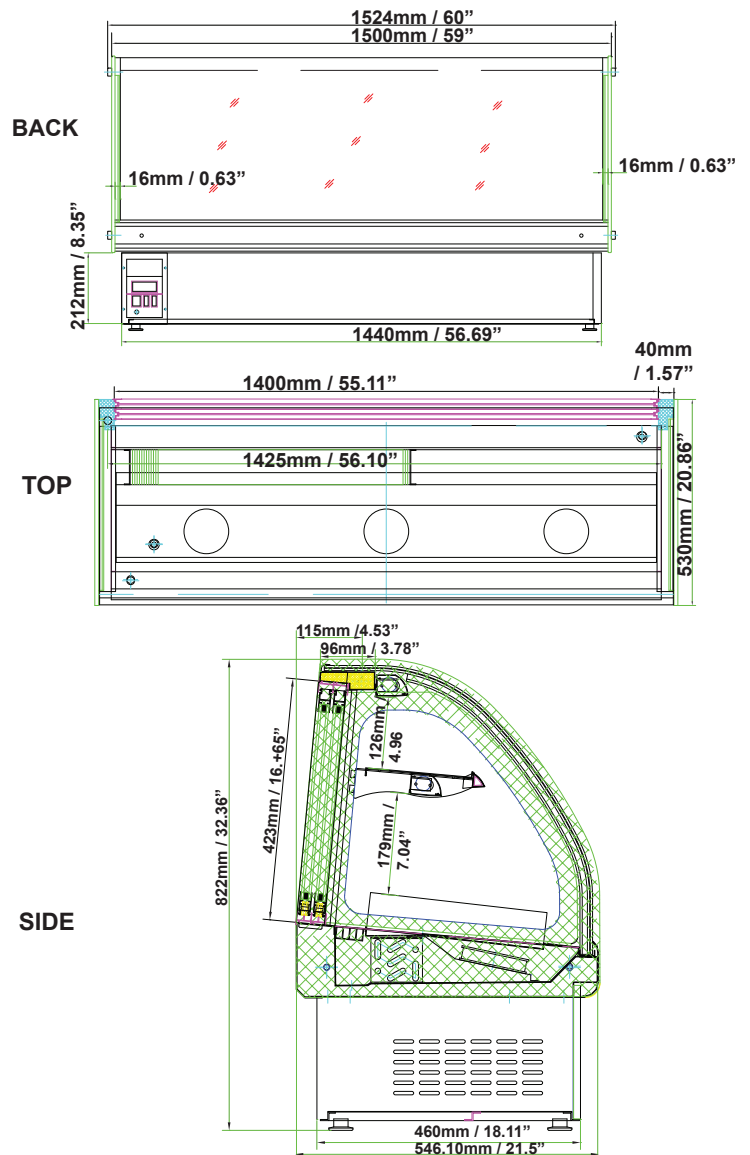 1524mm / 60”
1500mm / 59”
BACK
16mm / 0.63”
16mm / 0.63”
212mm / 8.35”
1440mm / 56.69”
40mm
/ 1.57”
1400mm / 55.11”
TOP
1425mm / 56.10”
530mm / 20.86”
115mm /4.53”
96mm / 3.78”
126mm /
4.96
423mm / 16.+65”
179mm /
7.04”
822mm / 32.36”
SIDE
460mm / 18.11”
546.10mm / 21.5”